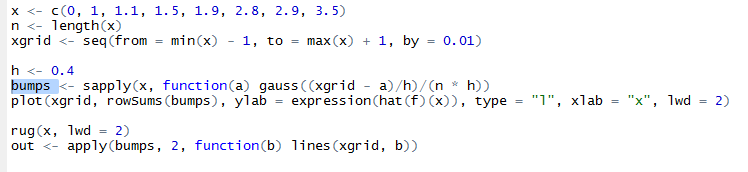 x <- c(0, 1, 1.1, 1.5, 1.9, 2.8, 2.9, 3.5)
n <- length(x)
xgrid <- seq(from = min(x) - 1, to = max(x) + 1, by = 0.01)
h <- 0.4
bumps <- sapply(x, function(a) gauss((xgrid - a)/h)/(n * h))
plot(xgrid, rowSums(bumps), ylab = expression(hat(f)(x)), type = "l", xlab = "x", lwd = 2)
rug(x, lwd = 2)
out <- apply(bumps, 2, function(b) lines(xgrid, b))